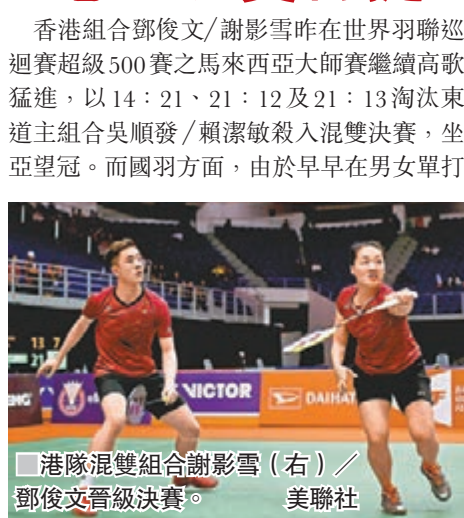 香港組合鄧俊文/謝影雪昨在世界羽聯巡
迴賽超級500賽之馬來西亞大師賽繼續高歌
猛進，以14：21、21：12及21：13淘汰東
道主組合吳順發/賴潔敏殺入混雙決賽，坐
亞望冠。而國羽方面，由於早早在男女單打
13 7
21
VICTOR
DAIHAT
■港隊混雙組合謝影雪（右）／
鄧俊文晉級決賽。 美聯社